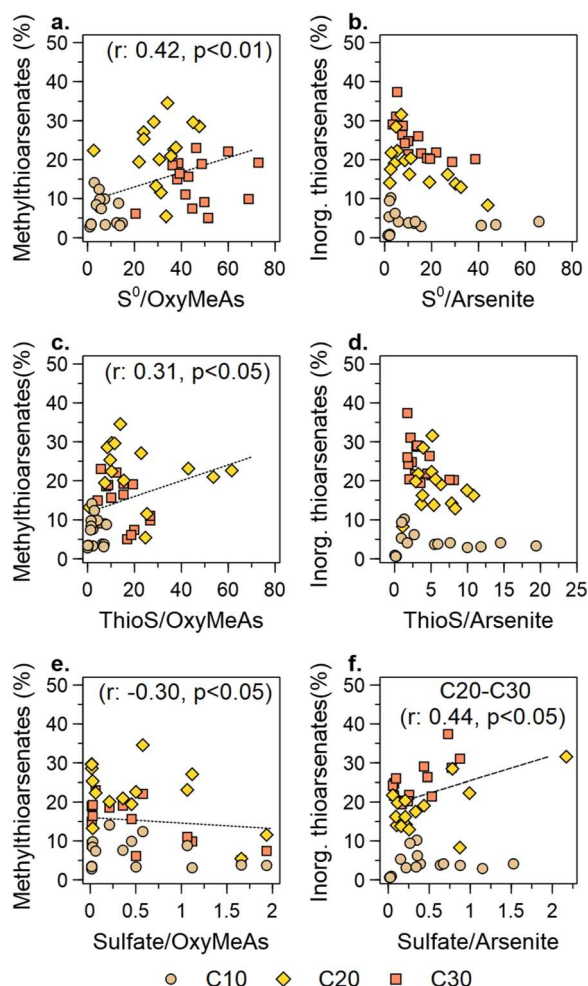 a.
(r: 0.42, p<0.01)
Methylthioarsenates (%)
50
40
30
20
10
0
0 20 40 60 80
S⁰/OxyMeAs
b.
Inorg. thioarsenates (%)
50
40
30
20
10
0
0 20 40 60 80
S⁰/Arsenite
c.
(r: 0.31, p<0.05)
Methylthioarsenates(%)
50
40
30
20
10
0
0 20 40 60 80
ThioS/OxyMeAs
d.
Inorg. thioarsenates(%)
50
40
30
20
10
0
0 5 10 15 20 25
ThioS/Arsenite
e.
(r: -0.30, p<0.05)
Methylthioarsenates(%)
50
40
30
20
10
0
0 0.5 1 1.5 2
Sulfate/OxyMeAs
f.
C20-C30
(r: 0.44, p<0.05)
Inorg. thioarsenates(%)
50
40
30
20
10
0
0 0.5 1 1.5 2
Sulfate/Arsenite
C10 C20 C30